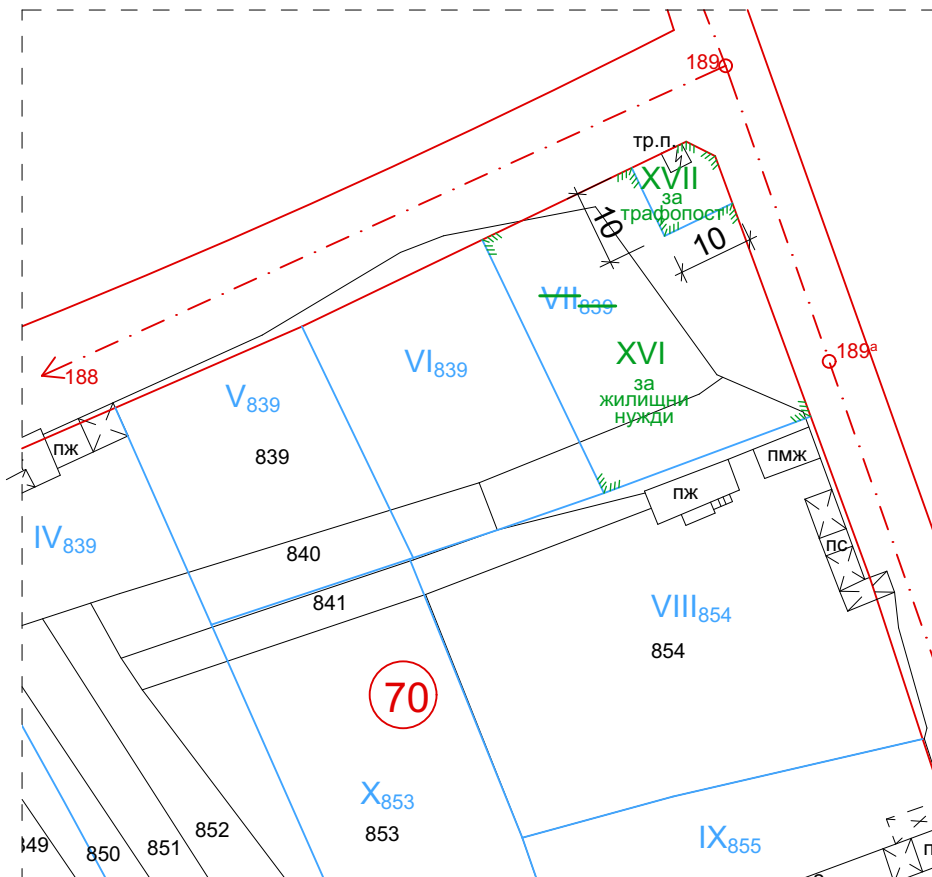 189
тр.п.
XVII
за
трафопост
10
10
VII839
189а
188
VI839
XVI
за
жилищни
нужди
V839
839
пж
пмж
пж
IV839
840
пс
841
VIII854
854
70
X853
853
852
851
850
849
IX855